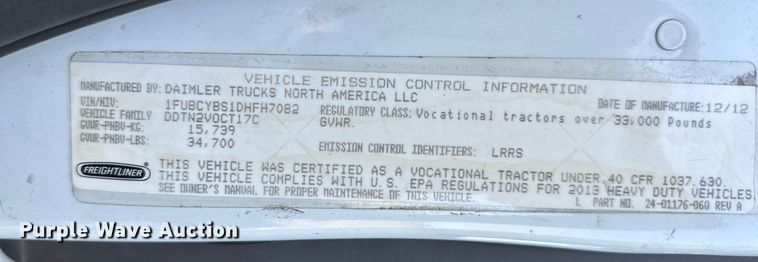 VEHICLE EMISSION CONTROL INFORMATION
MANUFACTURED BY: DAIMLER TRUCKS NORTH AMERICA LLC DATE OF MANUFACTURE: 12/12
VIN/NIV: 1FUBCYBS1DHFH7082 REGULATORY CLASS: Vocational tractors over 33,000 Pounds
VEHICLE FAMILY DDTN2VOCT17C GVWR.
GVWR-PNBV-KG: 15,739
GVWR-PNBV-LBS: 34,700 EMISSION CONTROL IDENTIFIERS: LRRS
FREIGHTLINER
THIS VEHICLE WAS CERTIFIED AS A VOCATIONAL TRACTOR UNDER 40 CFR 1037.630.
THIS VEHICLE COMPLIES WITH U.S. EPA REGULATIONS FOR 2013 HEAVY DUTY VEHICLES
SEE OWNER'S MANUAL FOR PROPER MAINTENANCE OF THIS VEHICLE.
L PART NO. 24-01176-060 REV A
Purple Wave Auction